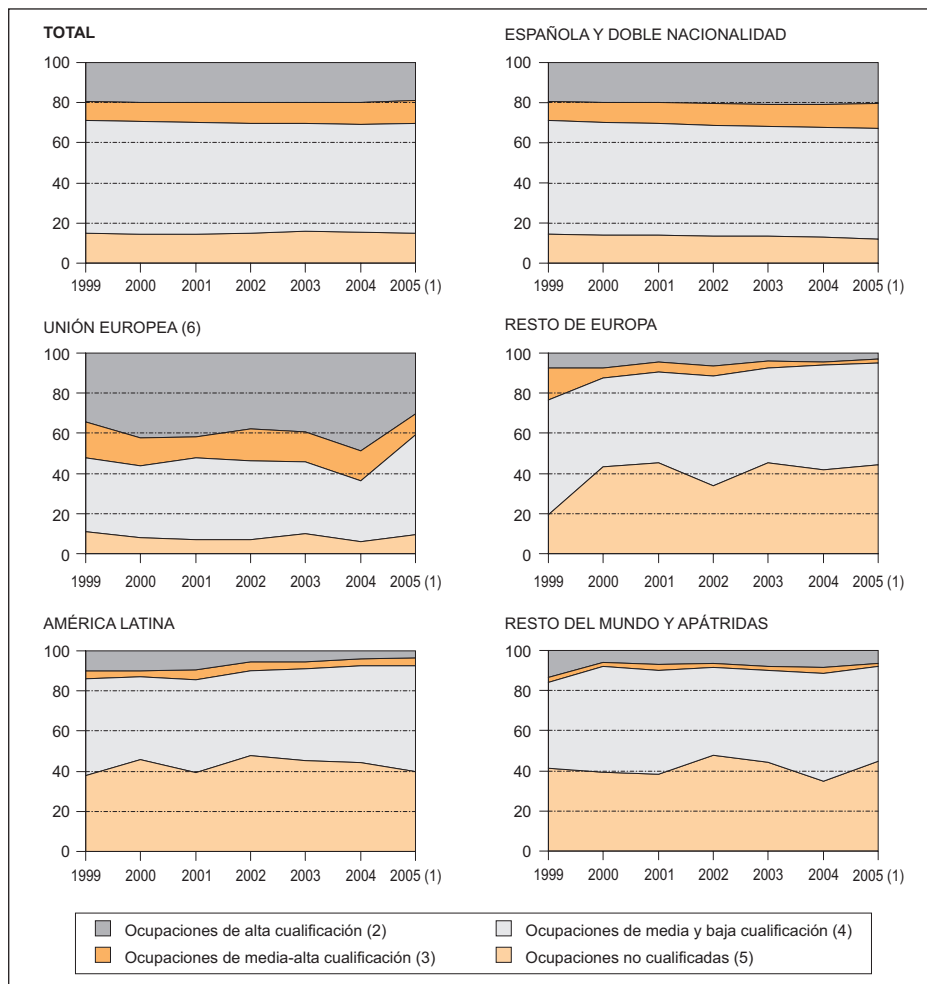 TOTAL
100
80
60
40
20
0
1999 2000 2001 2002 2003 2004 2005 (1)
ESPAÑOLA Y DOBLE NACIONALIDAD
100
80
60
40
20
0
1999 2000 2001 2002 2003 2004 2005 (1)
UNIÓN EUROPEA (6)
100
80
60
40
20
0
1999 2000 2001 2002 2003 2004 2005 (1)
RESTO DE EUROPA
100
80
60
40
20
0
1999 2000 2001 2002 2003 2004 2005 (1)
AMÉRICA LATINA
100
80
60
40
20
0
1999 2000 2001 2002 2003 2004 2005 (1)
RESTO DEL MUNDO Y APÁTRIDAS
100
80
60
40
20
0
1999 2000 2001 2002 2003 2004 2005 (1)
Ocupaciones de alta cualificación (2)
Ocupaciones de media-alta cualificación (3)
Ocupaciones de media y baja cualificación (4)
Ocupaciones no cualificadas (5)